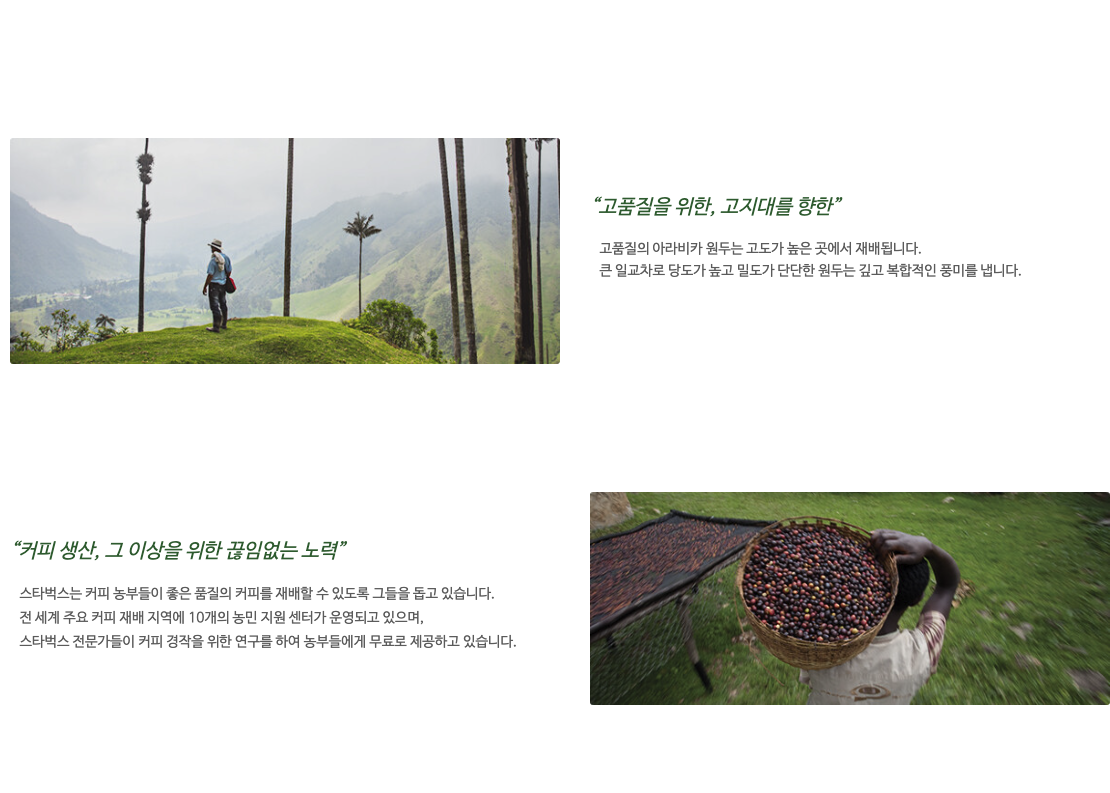 “고품질을 위한, 고지대를 향한”
고품질의 아라비카 원두는 고도가 높은 곳에서 재배됩니다.
큰 일교차로 당도가 높고 밀도가 단단한 원두는 깊고 복합적인 풍미를 냅니다.
“커피 생산, 그 이상을 위한 끊임없는 노력”
스타벅스는 커피 농부들이 좋은 품질의 커피를 재배할 수 있도록 그들을 돕고 있습니다.
전 세계 주요 커피 재배 지역에 10개의 농민 지원 센터가 운영되고 있으며,
스타벅스 전문가들이 커피 경작을 위한 연구를 하여 농부들에게 무료로 제공하고 있습니다.